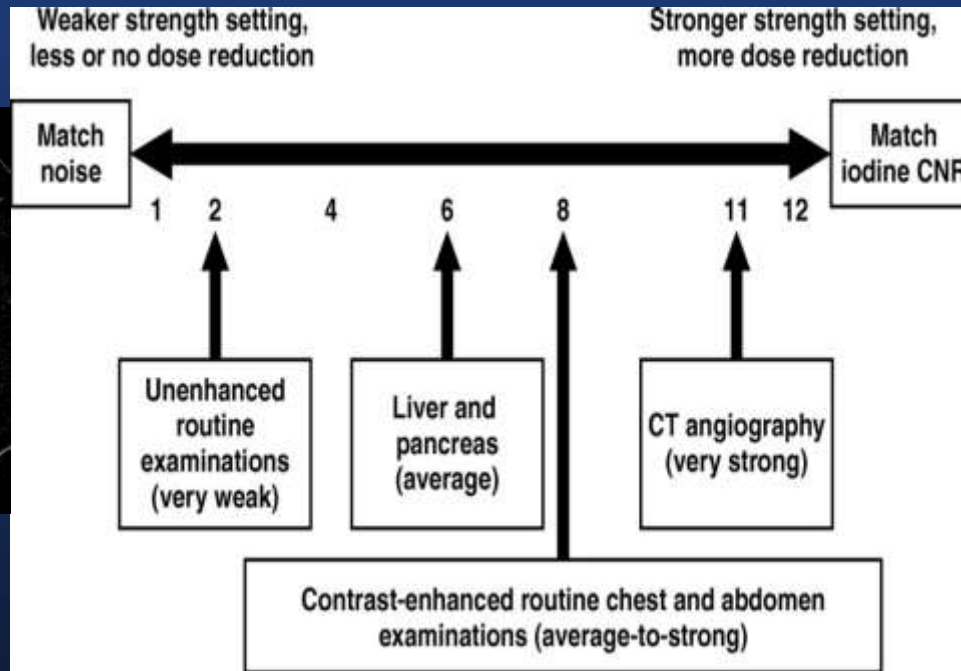 Weaker strength setting,
less or no dose reduction
Stronger strength setting,
more dose reduction
Match
noise
Match
iodine CNR
1 2 4 6 8 11 12
Unenhanced
routine
examinations
(very weak)
Liver and
pancreas
(average)
CT angiography
(very strong)
Contrast-enhanced routine chest and abdomen
examinations (average-to-strong)